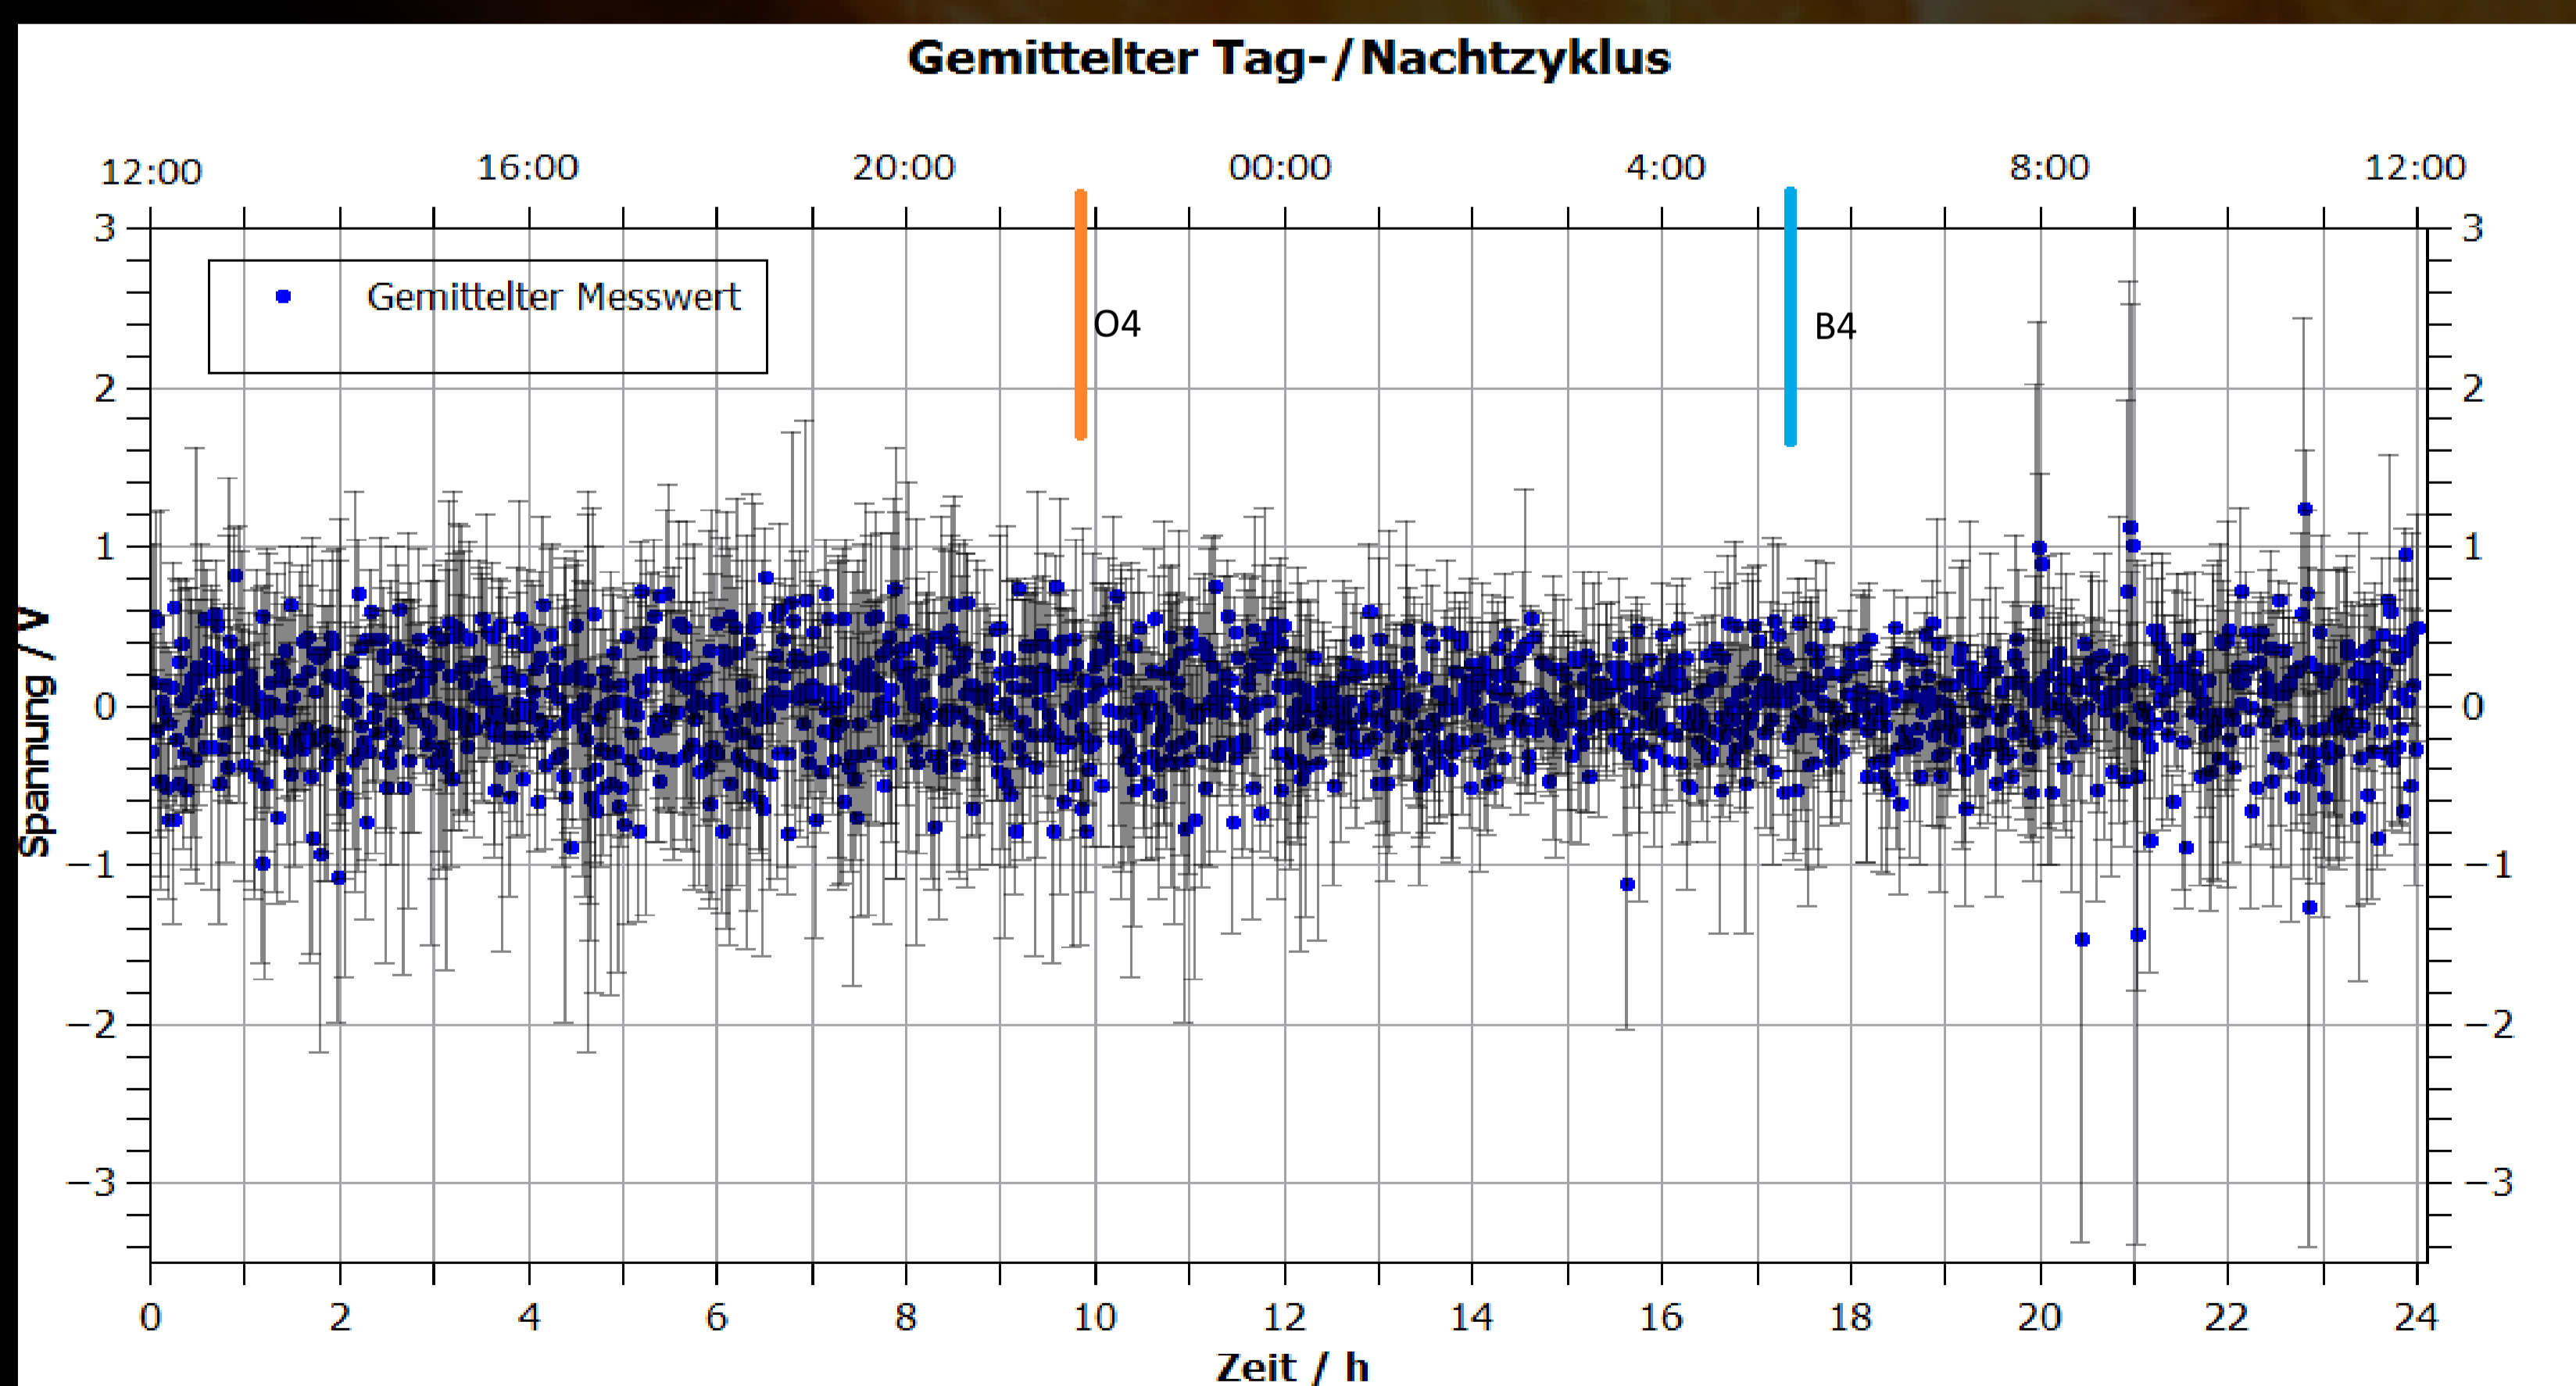 Gemittelter Tag-/Nachtzyklus
12:00 16:00 20:00 00:00 4:00 8:00 12:00
Gemittelter Messwert
O4
B4
Spannung / V
3
2
1
0
−1
−2
−3
3
2
1
0
−1
−2
−3
0 2 4 6 8 10 12 14 16 18 20 22 24
Zeit / h